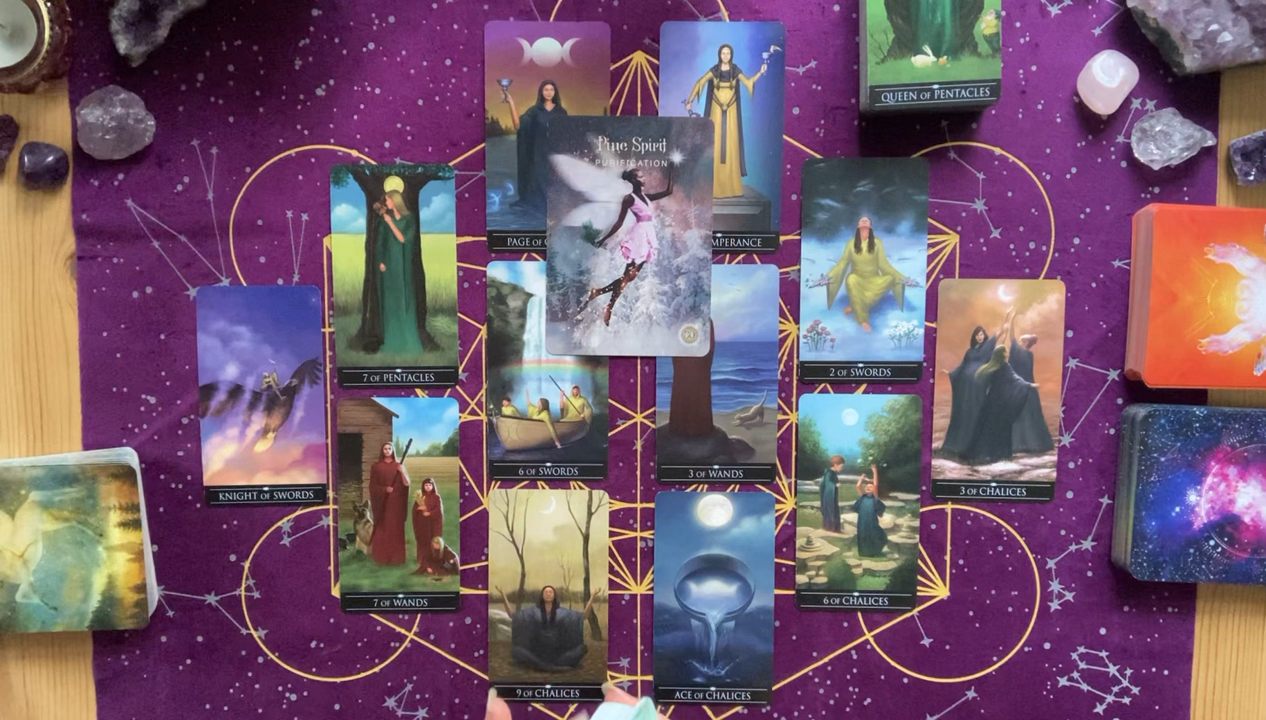 QUEEN OF PENTACLES
Pine Spirit
PURIFICATION
PAGE OF
MPERANCE
7 OF PENTACLES
2 OF SWORDS
6 OF SWORDS
3 OF WANDS
KNIGHT OF SWORDS
3 OF CHALICES
7 OF WANDS
6 OF CHALICES
9 OF CHALICES
ACE OF CHALICES